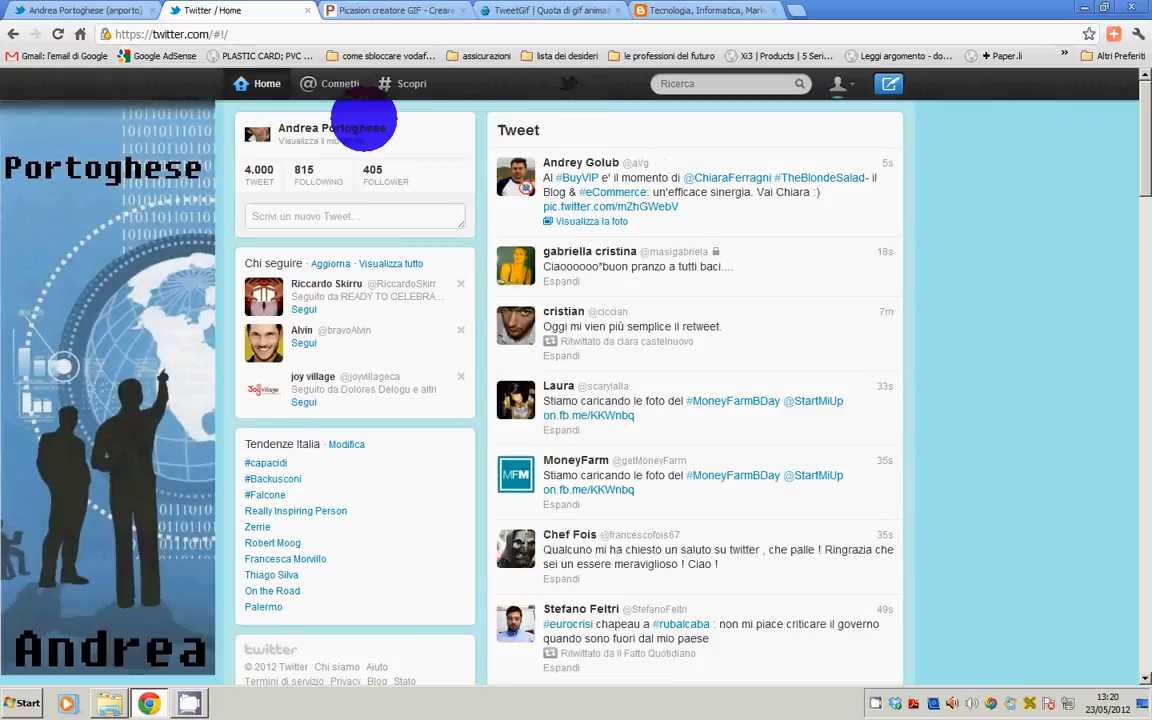 Andrea Portoghese (anporto)
Twitter / Home
Picasion creatore GIF - Creare
TweetGif | Quota di gif animat
Tecnologia, Informatica, Mark
https://twitter.com/#!/
Gmail: l'email di Google
Google AdSense
PLASTIC CARD; PVC ...
come sbloccare vodaf...
assicurazioni
lista dei desideri
le professioni del futuro
Xi3 | Products | 5 Seri...
Leggi argomento - do...
+ Paper.li
»
Altri Preferiti
Home
Connetti
Scopri
Ricerca
Portoghese
Andrea
Andrea Portoghese
Visualizza il mio
4.000
TWEET
815
FOLLOWING
405
FOLLOWER
Scrivi un nuovo Tweet...
Chi seguire · Aggiorna · Visualizza tutto
Riccardo Skirru @RiccardoSkirr
Seguito da READY TO CELEBRA...
Segui
Alvin @bravoAlvin
Segui
Joy Village
joy village @joyvillageca
Seguito da Dolores Delogu e altri
Segui
Tendenze Italia · Modifica
#capacidi
#Backusconi
#Falcone
Really Inspiring Person
Zerrie
Robert Moog
Francesca Morvillo
Thiago Silva
On the Road
Palermo
twitter
© 2012 Twitter Chi siamo Aiuto
Termini di servizio Privacy Blog Stato
Tweet
Andrey Golub @aVg 5s
Al #BuyVIP e' il momento di @ChiaraFerragni #TheBlondeSalad- il
Blog & #eCommerce: un'efficace sinergia. Vai Chiara :)
pic.twitter.com/mZhGWebV
Visualizza la foto
gabriella cristina @masigabriela 18s
Ciaoooooo*buon pranzo a tutti baci....
Espandi
cristian @ciccian 7m
Oggi mi vien più semplice il retweet.
Ritwittato da clara castelnuovo
Espandi
Laura @scarylalla 33s
Stiamo caricando le foto del #MoneyFarmBDay @StartMiUp
on.fb.me/KKWnbq
Espandi
MFM
MoneyFarm @getMoneyFarm 35s
Stiamo caricando le foto del #MoneyFarmBDay @StartMiUp
on.fb.me/KKWnbq
Espandi
Chef Fois @francescofois67 35s
Qualcuno mi ha chiesto un saluto su twitter , che palle ! Ringrazia che
sei un essere meraviglioso ! Ciao !
Espandi
Stefano Feltri @StefanoFeltri 49s
#eurocrisi chapeau a #rubalcaba : non mi piace criticare il governo
quando sono fuori dal mio paese
Ritwittato da Il Fatto Quotidiano
Espandi
Start
13:20
23/05/2012